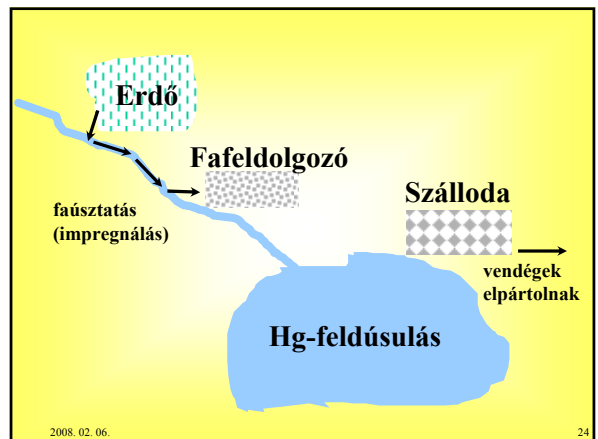 Erdő
Fafeldolgozó
faúsztatás
(impregnálás)
Szálloda
vendégek
elpártolnak
Hg-feldúsulás
2008. 02. 06.
24